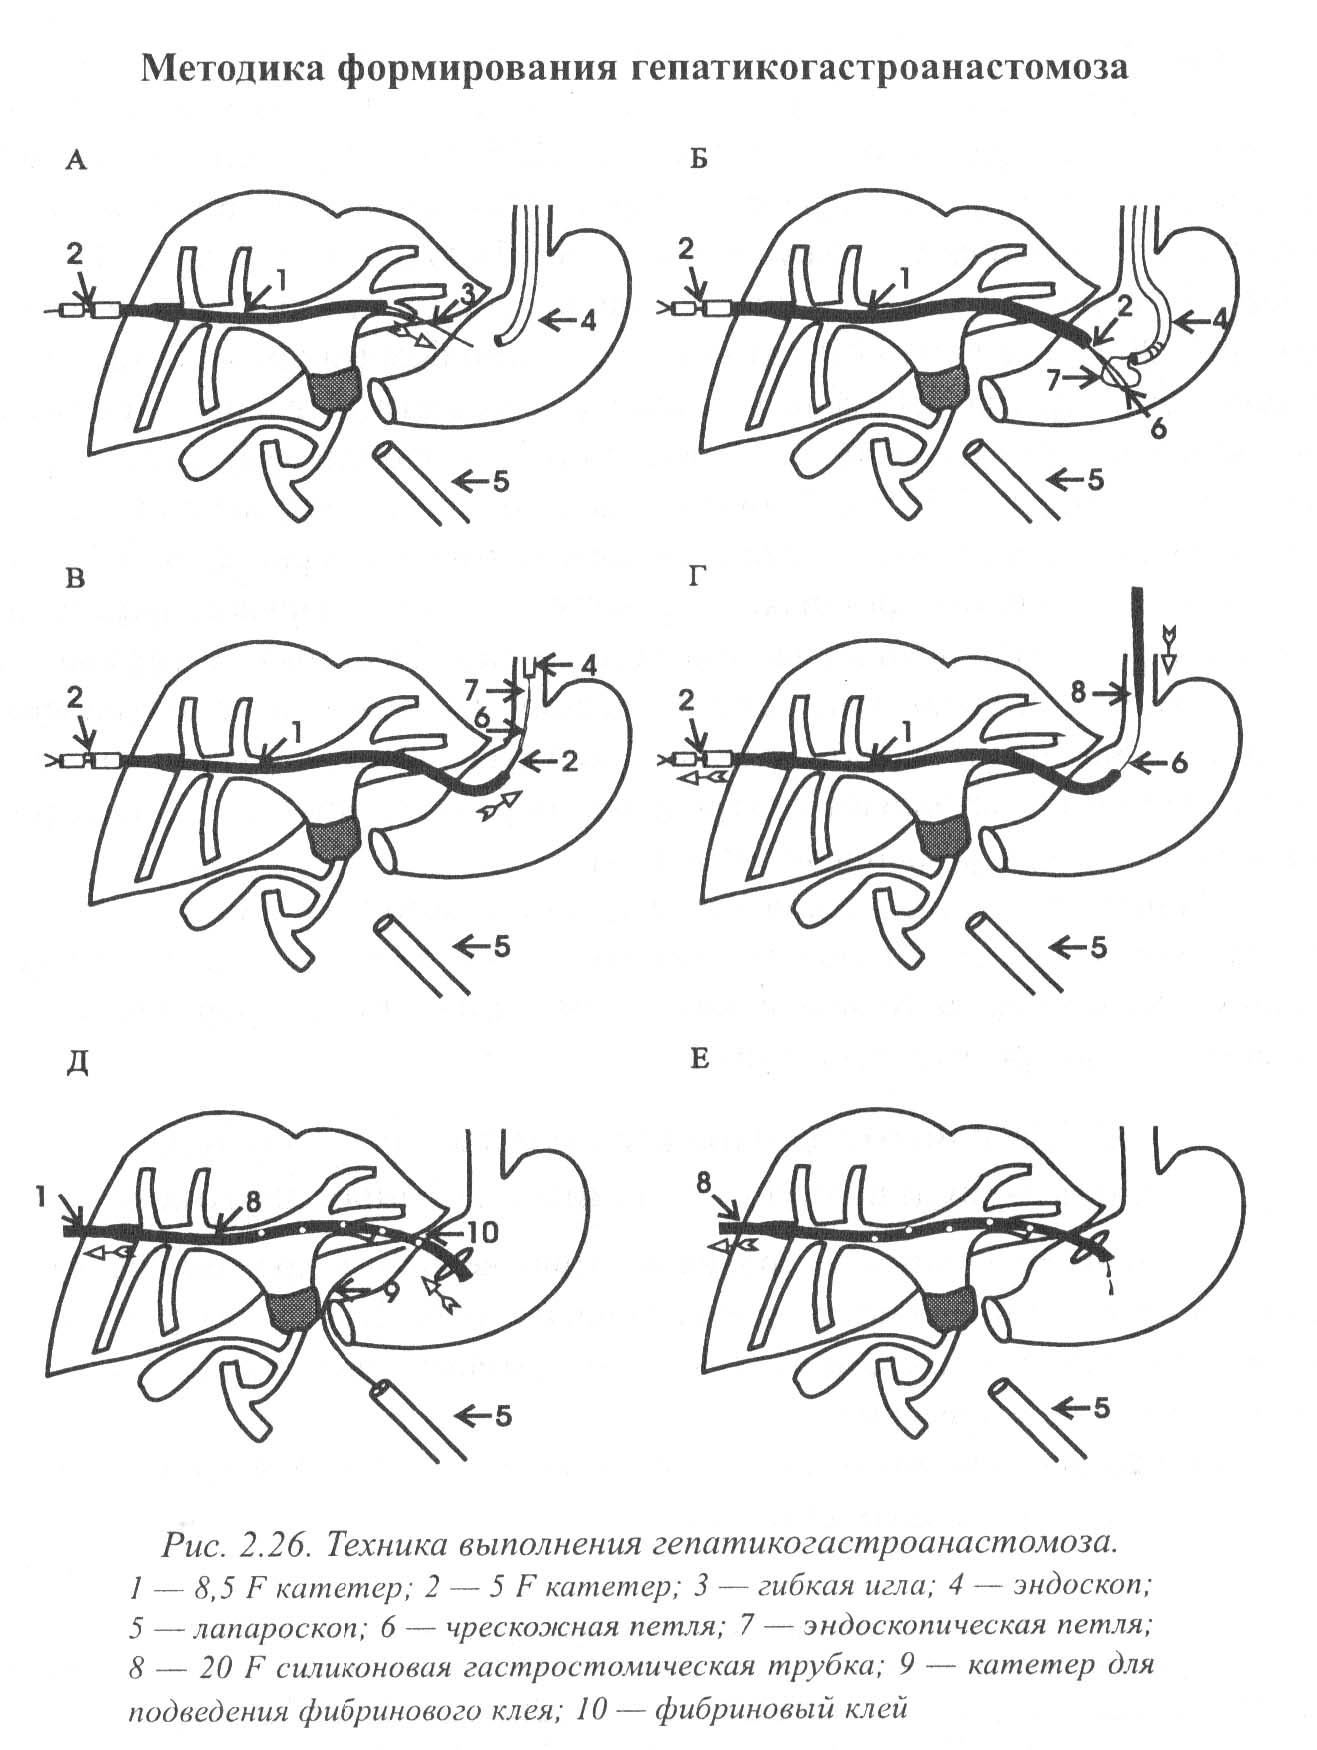 Методика формирования гепатикогастроанастомоза
А
Б
2
1
3
4
5
2
1
2
4
7
6
5
В
Г
2
1
7
4
6
2
5
2
1
8
6
5
Д
Е
1
8
10
9
5
8
5
Рис. 2.26. Техника выполнения гепатикогастроанастомоза.
1 — 8,5 F катетер; 2 — 5 F катетер; 3 — гибкая игла; 4 — эндоскоп;
5 — лапароскоп; 6 — чрескожная петля; 7 — эндоскопическая петля;
8 — 20 F силиконовая гастростомическая трубка; 9 — катетер для
подведения фибринового клея; 10 — фибриновый клей